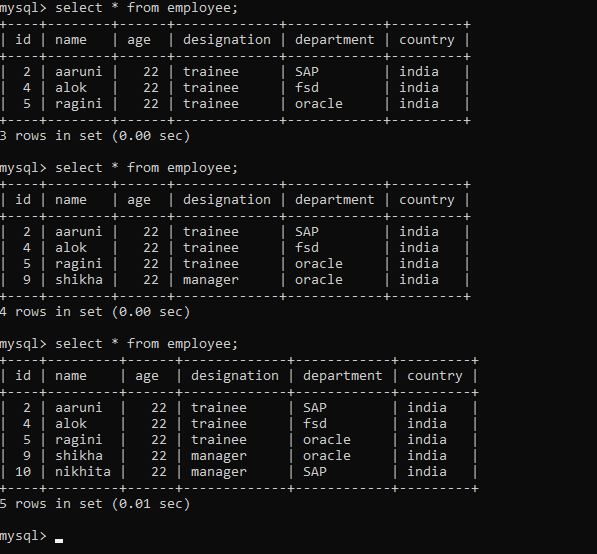 mysql> select * from employee;
+----+--------+------+-------------+------------+---------+
| id | name   | age  | designation | department | country |
+----+--------+------+-------------+------------+---------+
|  2 | aaruni |   22 | trainee     | SAP        | india   |
|  4 | alok   |   22 | trainee     | fsd        | india   |
|  5 | ragini |   22 | trainee     | oracle     | india   |
+----+--------+------+-------------+------------+---------+
3 rows in set (0.00 sec)

mysql> select * from employee;
+----+--------+------+-------------+------------+---------+
| id | name   | age  | designation | department | country |
+----+--------+------+-------------+------------+---------+
|  2 | aaruni |   22 | trainee     | SAP        | india   |
|  4 | alok   |   22 | trainee     | fsd        | india   |
|  5 | ragini |   22 | trainee     | oracle     | india   |
|  9 | shikha |   22 | manager     | oracle     | india   |
+----+--------+------+-------------+------------+---------+
4 rows in set (0.00 sec)

mysql> select * from employee;
+----+---------+------+-------------+------------+---------+
| id | name    | age  | designation | department | country |
+----+---------+------+-------------+------------+---------+
|  2 | aaruni  |   22 | trainee     | SAP        | india   |
|  4 | alok    |   22 | trainee     | fsd        | india   |
|  5 | ragini  |   22 | trainee     | oracle     | india   |
|  9 | shikha  |   22 | manager     | oracle     | india   |
| 10 | nikhita |   22 | manager     | SAP        | india   |
+----+---------+------+-------------+------------+---------+
5 rows in set (0.01 sec)

mysql>